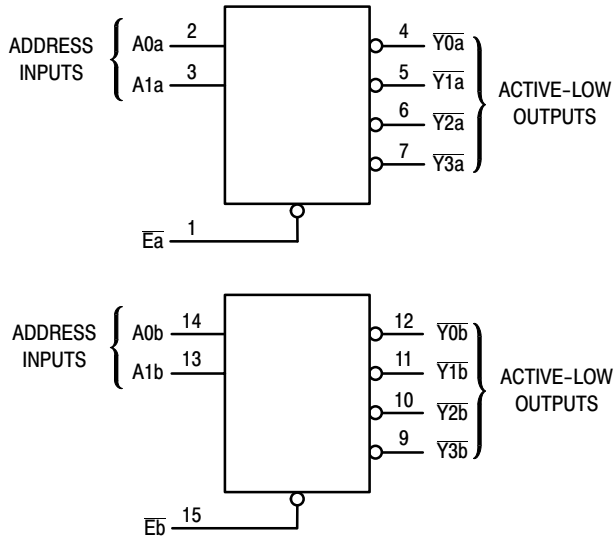 ADDRESS
INPUTS
A0a 2
A1a 3
4 Y0a
5 Y1a
6 Y2a
7 Y3a
ACTIVE-LOW
OUTPUTS
Ea 1
ADDRESS
INPUTS
A0b 14
A1b 13
12 Y0b
11 Y1b
10 Y2b
9 Y3b
ACTIVE-LOW
OUTPUTS
Eb 15